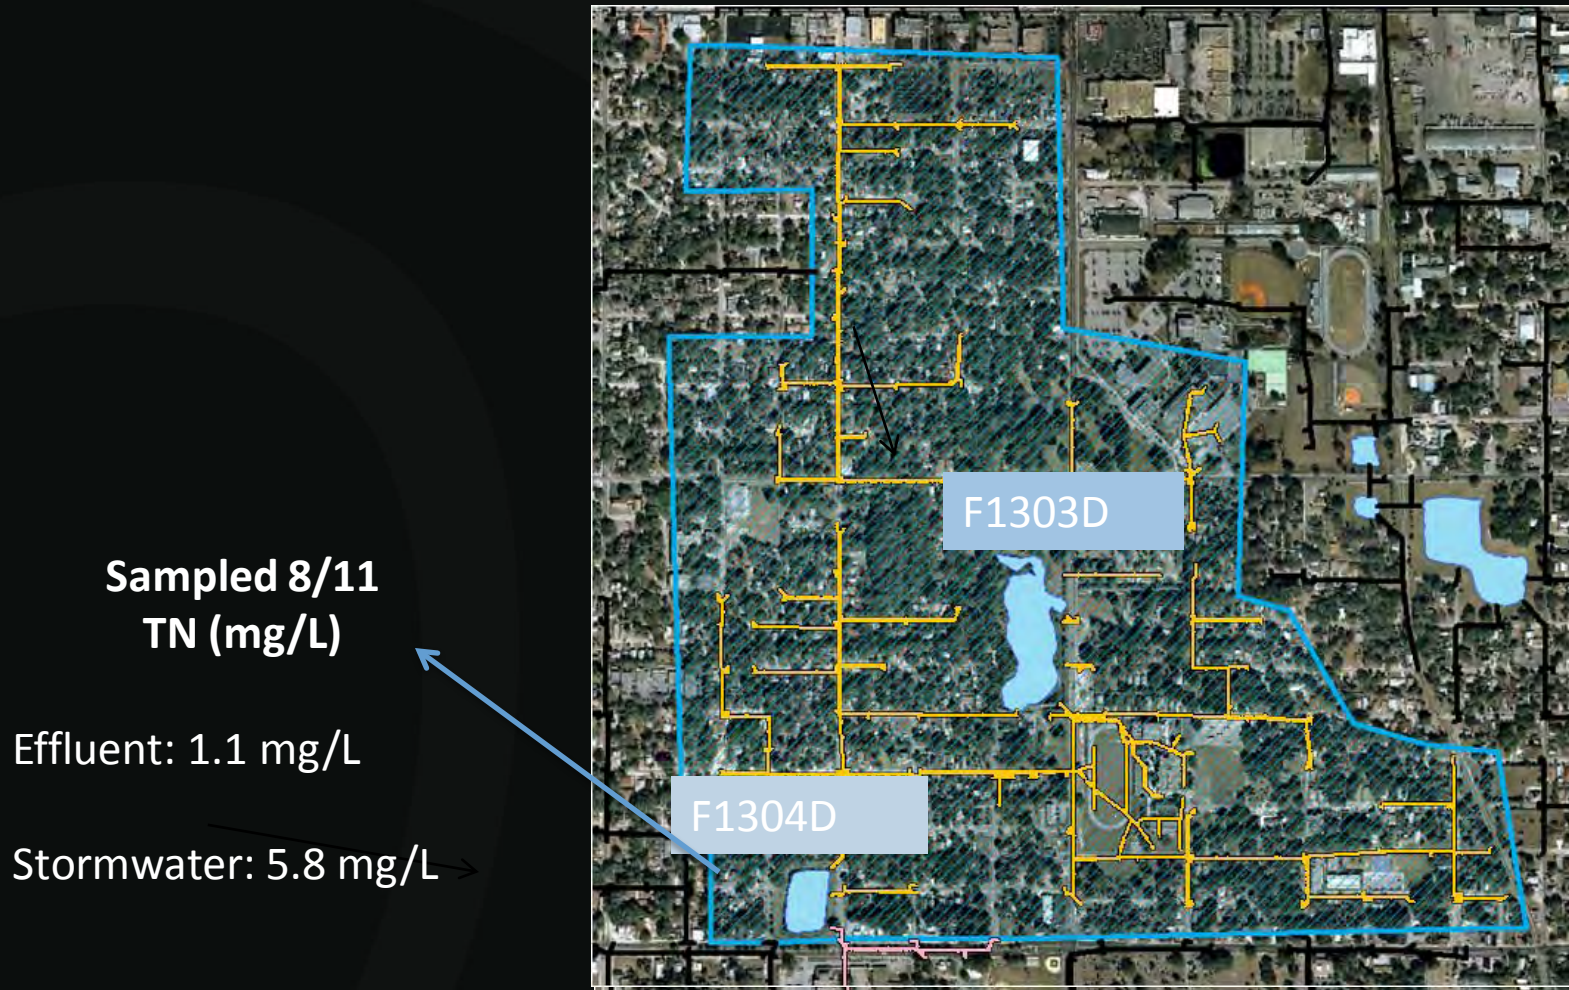 Sampled 8/11
TN (mg/L)
Effluent: 1.1 mg/L
Stormwater: 5.8 mg/L
F1303D
F1304D